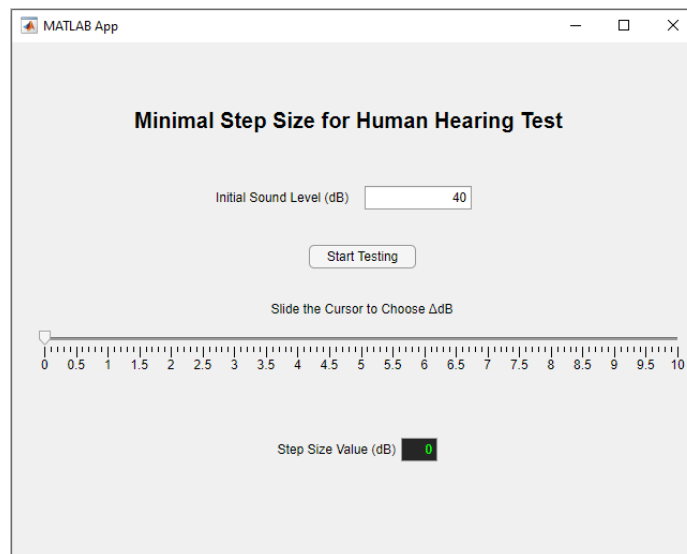 MATLAB App
Minimal Step Size for Human Hearing Test
Initial Sound Level (dB) 40
Start Testing
Slide the Cursor to Choose ΔdB
0 0.5 1 1.5 2 2.5 3 3.5 4 4.5 5 5.5 6 6.5 7 7.5 8 8.5 9 9.5 10
Step Size Value (dB) 0